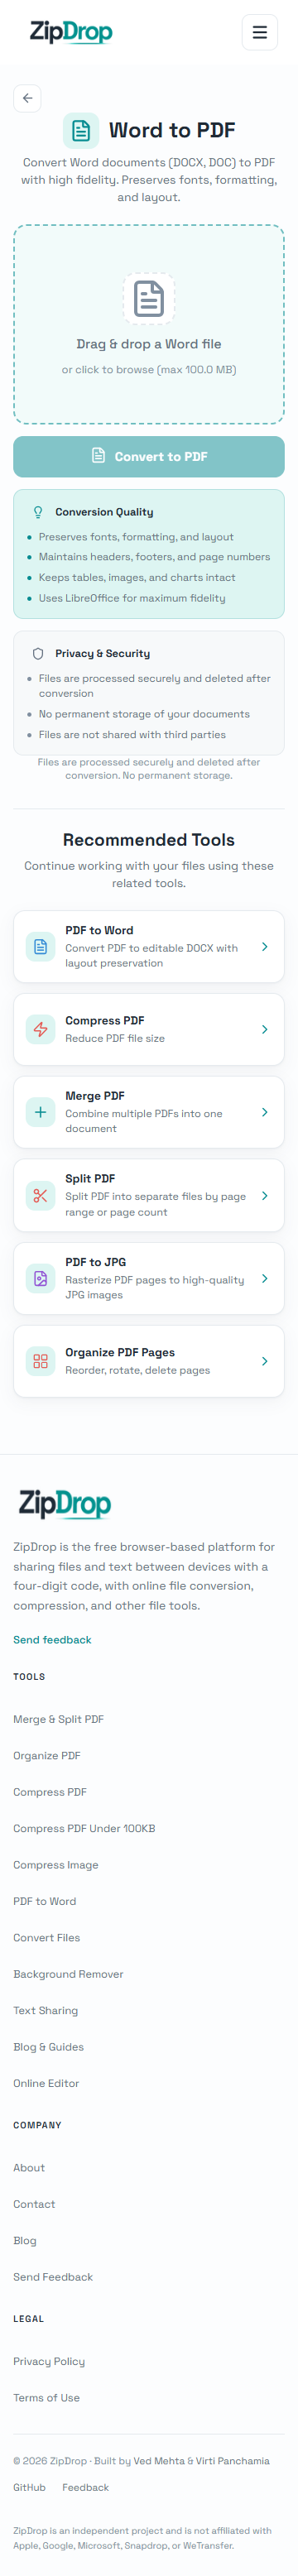 ZipDrop
Word to PDF
Convert Word documents (DOCX, DOC) to PDF
with high fidelity. Preserves fonts, formatting,
and layout.
Drag & drop a Word file
or click to browse (max 100.0 MB)
Convert to PDF
Conversion Quality
Preserves fonts, formatting, and layout
Maintains headers, footers, and page numbers
Keeps tables, images, and charts intact
Uses LibreOffice for maximum fidelity
Privacy & Security
Files are processed securely and deleted after
conversion
No permanent storage of your documents
Files are not shared with third parties
Files are processed securely and deleted after
conversion. No permanent storage.
Recommended Tools
Continue working with your files using these
related tools.
PDF to Word
Convert PDF to editable DOCX with
layout preservation
Compress PDF
Reduce PDF file size
Merge PDF
Combine multiple PDFs into one
document
Split PDF
Split PDF into separate files by page
range or page count
PDF to JPG
Rasterize PDF pages to high-quality
JPG images
Organize PDF Pages
Reorder, rotate, delete pages
ZipDrop
ZipDrop is the free browser-based platform for
sharing files and text between devices with a
four-digit code, with online file conversion,
compression, and other file tools.
Send feedback
TOOLS
Merge & Split PDF
Organize PDF
Compress PDF
Compress PDF Under 100KB
Compress Image
PDF to Word
Convert Files
Background Remover
Text Sharing
Blog & Guides
Online Editor
COMPANY
About
Contact
Blog
Send Feedback
LEGAL
Privacy Policy
Terms of Use
© 2026 ZipDrop · Built by Ved Mehta & Virti Panchamia
GitHub Feedback
ZipDrop is an independent project and is not affiliated with
Apple, Google, Microsoft, Snapdrop, or WeTransfer.